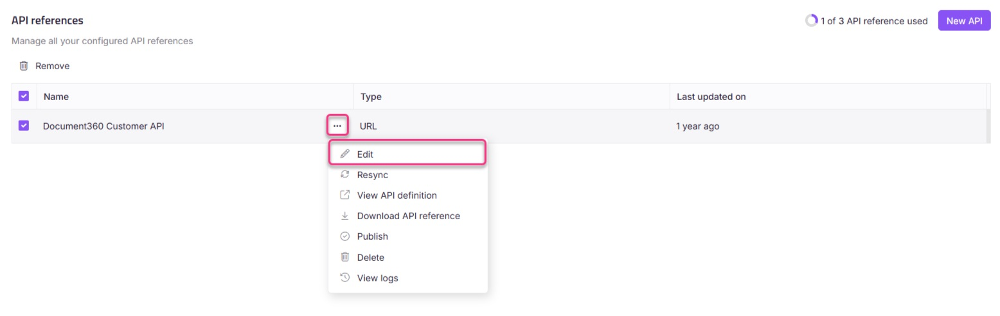 API references
1 of 3 API reference used
New API
Manage all your configured API references
Remove
Name Type Last updated on
Document360 Customer API ••• URL 1 year ago
Edit
Resync
View API definition
Download API reference
Publish
Delete
View logs